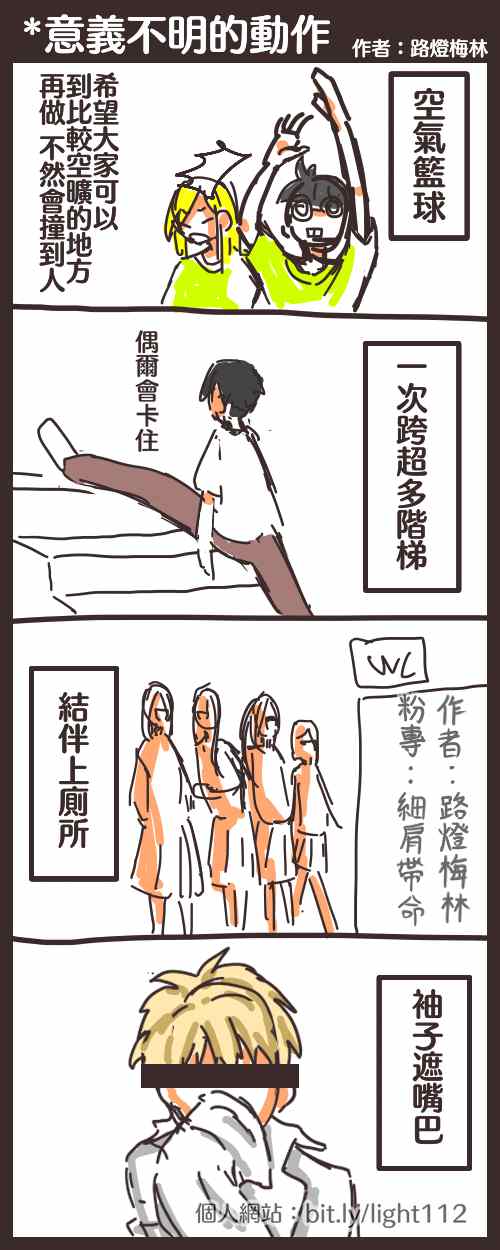 *意義不明的動作
作者：路燈梅林
空氣籃球
希望大家可以
到比較空曠的地方
再做 不然會撞到人
一次跨超多階梯
偶爾會卡住
結伴上廁所
WC
作者：路燈梅林
粉專：細肩帶命
袖子遮嘴巴
個人網站：bit.ly/light112